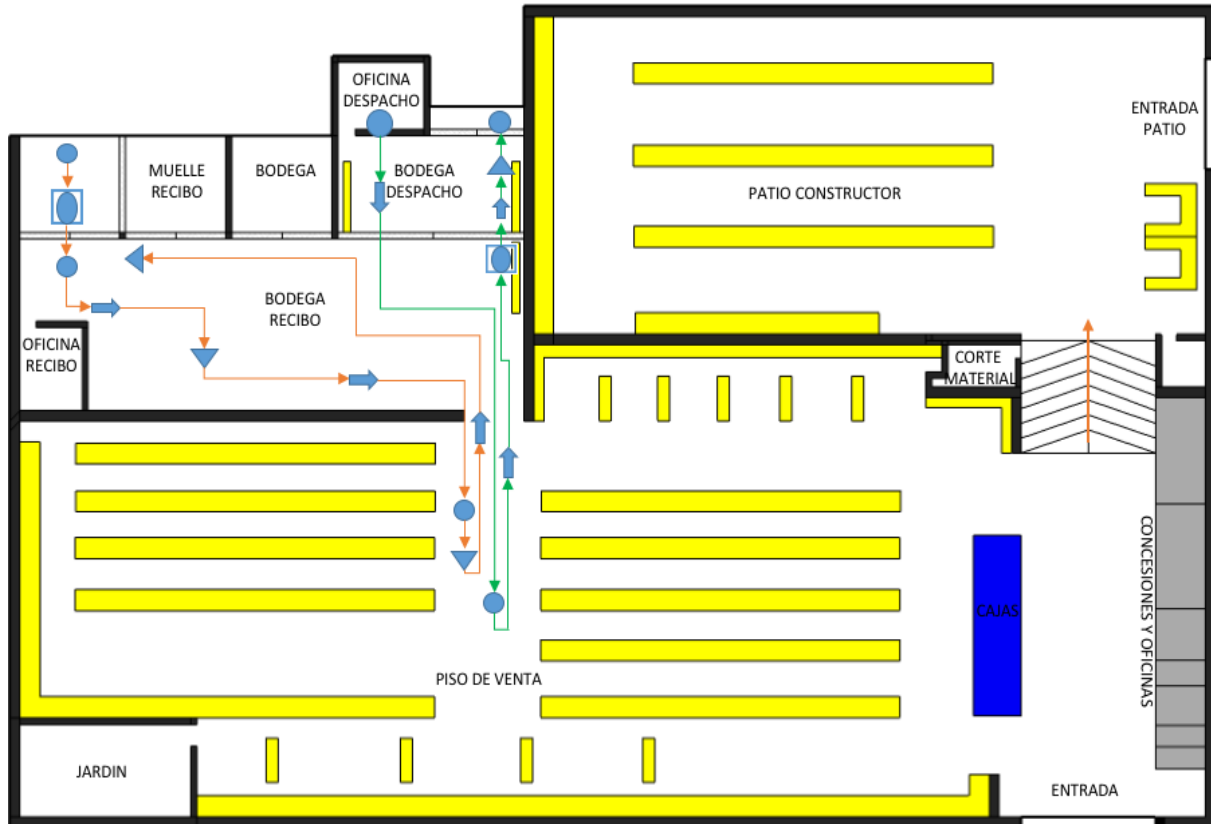 OFICINA
DESPACHO
ENTRADA
PATIO
MUELLE
RECIBO
BODEGA
BODEGA
DESPACHO
PATIO CONSTRUCTOR
BODEGA
RECIBO
OFICINA
RECIBO
CORTE
MATERIAL
CONCESIONES Y OFICINAS
CAJAS
PISO DE VENTA
JARDIN
ENTRADA